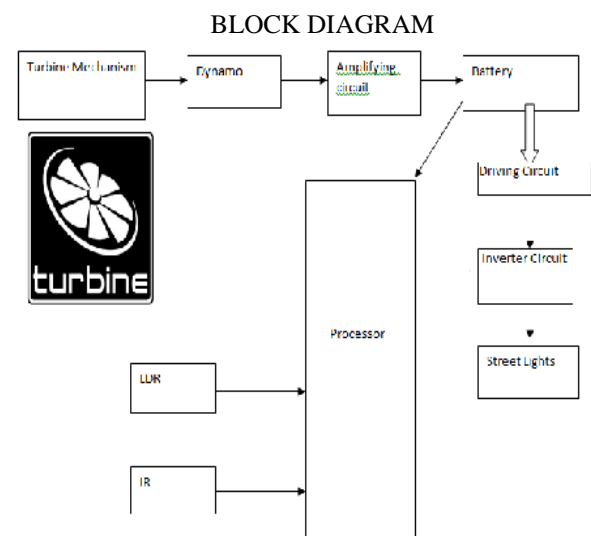 BLOCK DIAGRAM
Turbine Mechanism
Dynamo
Amplifying
circuit
Battery
Driving Circuit
turbine
Inverter Circuit
Processor
Street Lights
LDR
IR